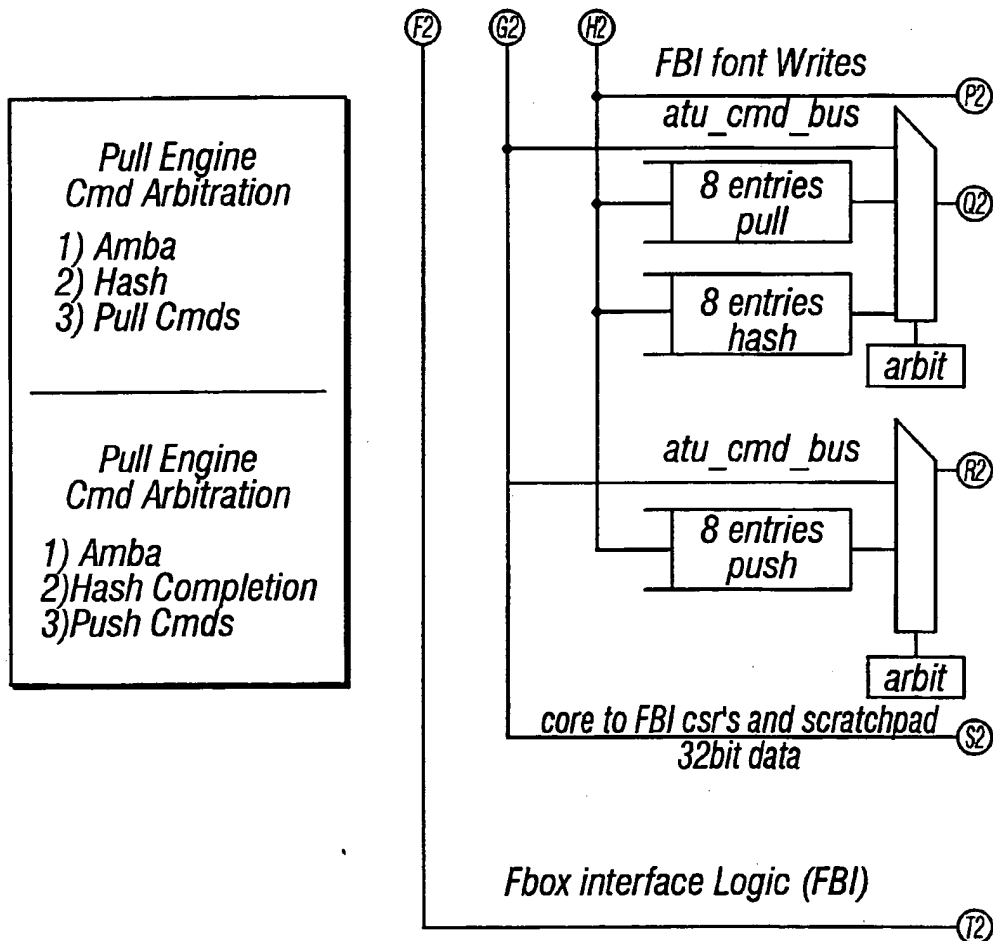 F2 G2 H2
FBI font Writes
P2
atu_cmd_bus
8 entries
pull
Q2
8 entries
hash
arbit
Pull Engine
Cmd Arbitration
1) Amba
2) Hash
3) Pull Cmds
Pull Engine
Cmd Arbitration
1) Amba
2)Hash Completion
3)Push Cmds
atu_cmd_bus
R2
8 entries
push
arbit
core to FBI csr's and scratchpad
32bit data
S2
Fbox interface Logic (FBI)
T2